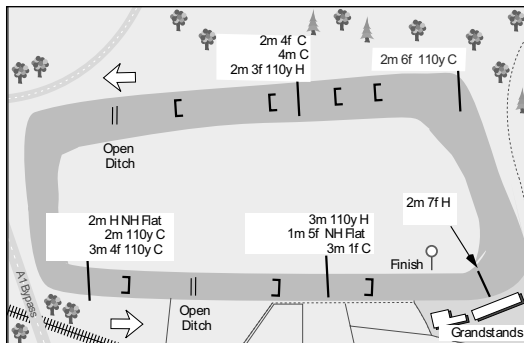 2m 4f C
4m C
2m 3f 110y H
2m 6f 110y C
Open
Ditch
2m 7f H
2m H NH Flat
2m 110y C
3m 4f 110y C
3m 110y H
1m 5f NH Flat
3m 1f C
Finish
A1 Bypass
Open
Ditch
Grandstands